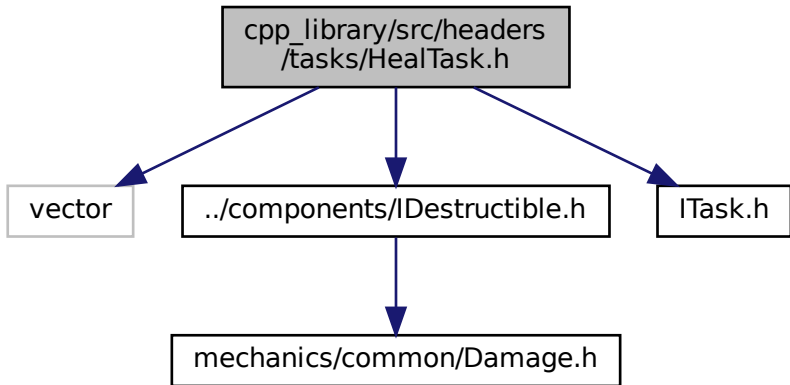 cpp_library/src/headers
/tasks/HealTask.h
vector
../components/IDestructible.h
ITask.h
mechanics/common/Damage.h